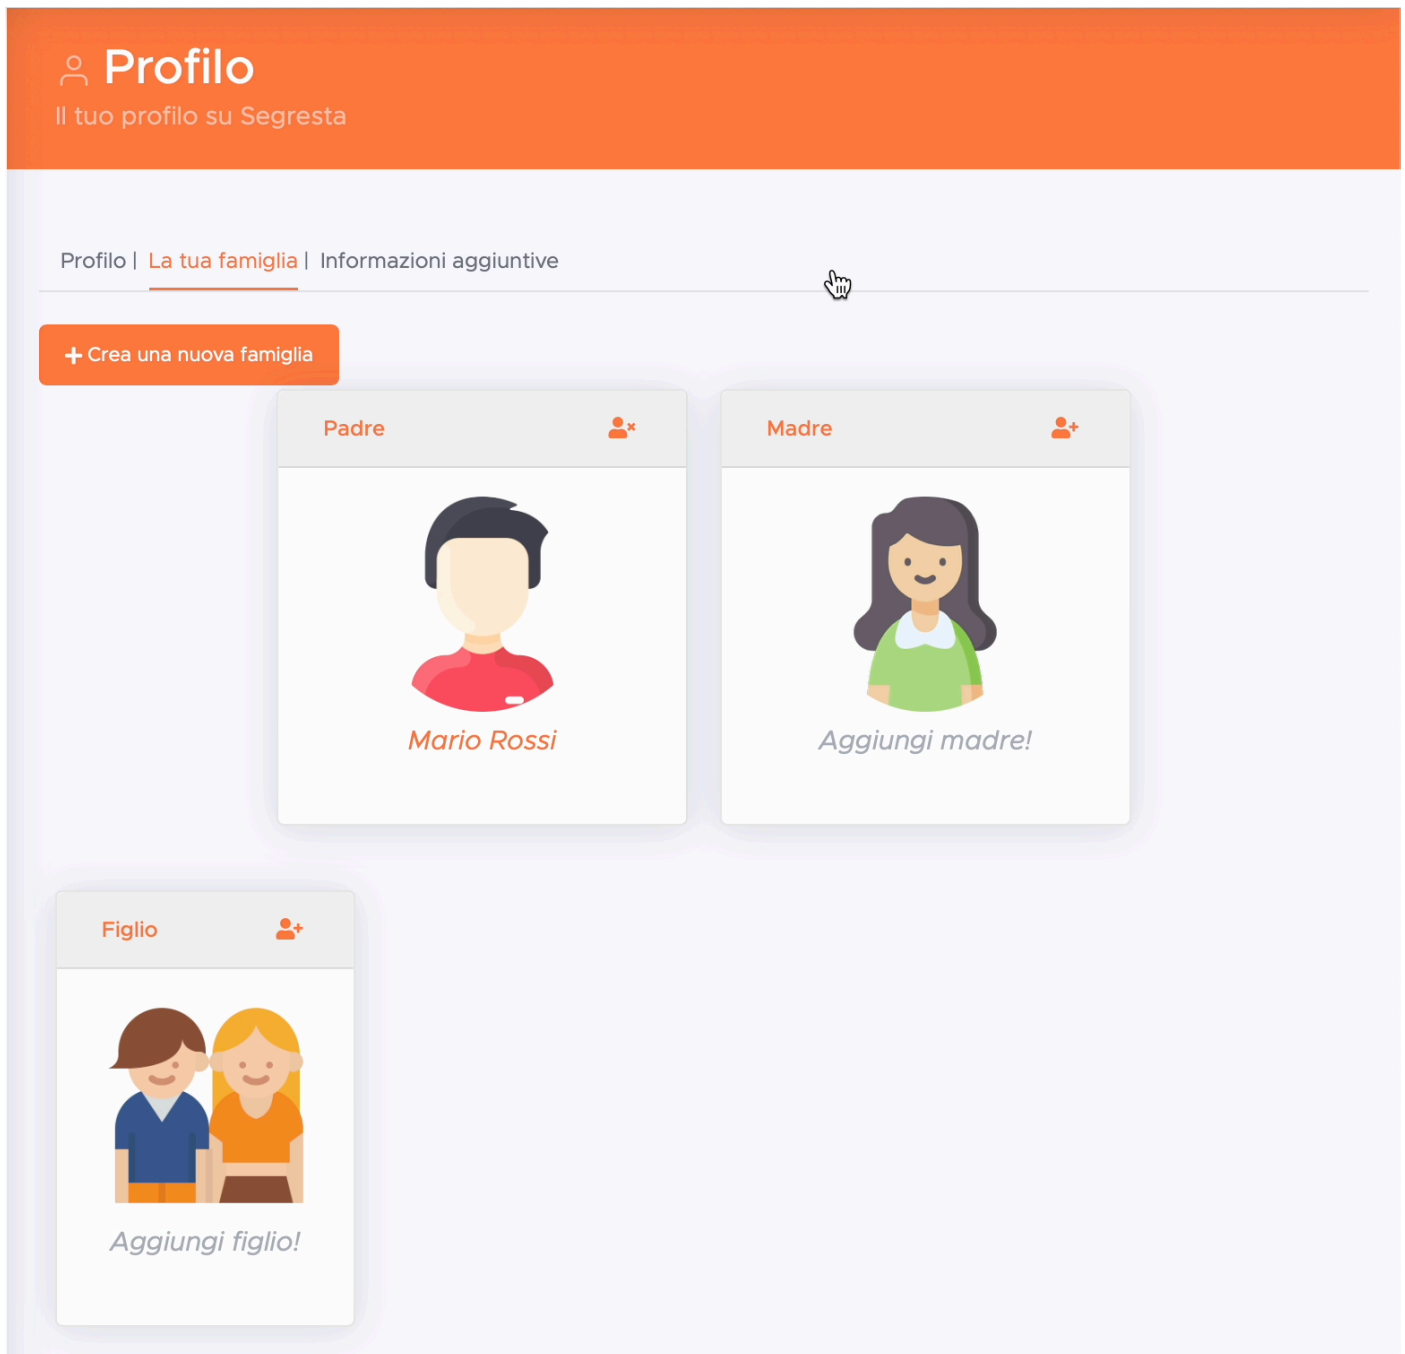 Profilo
Il tuo profilo su Segresta
Profilo | La tua famiglia | Informazioni aggiuntive
+ Crea una nuova famiglia
Padre
Madre
Mario Rossi
Aggiungi madre!
Figlio
Aggiungi figlio!